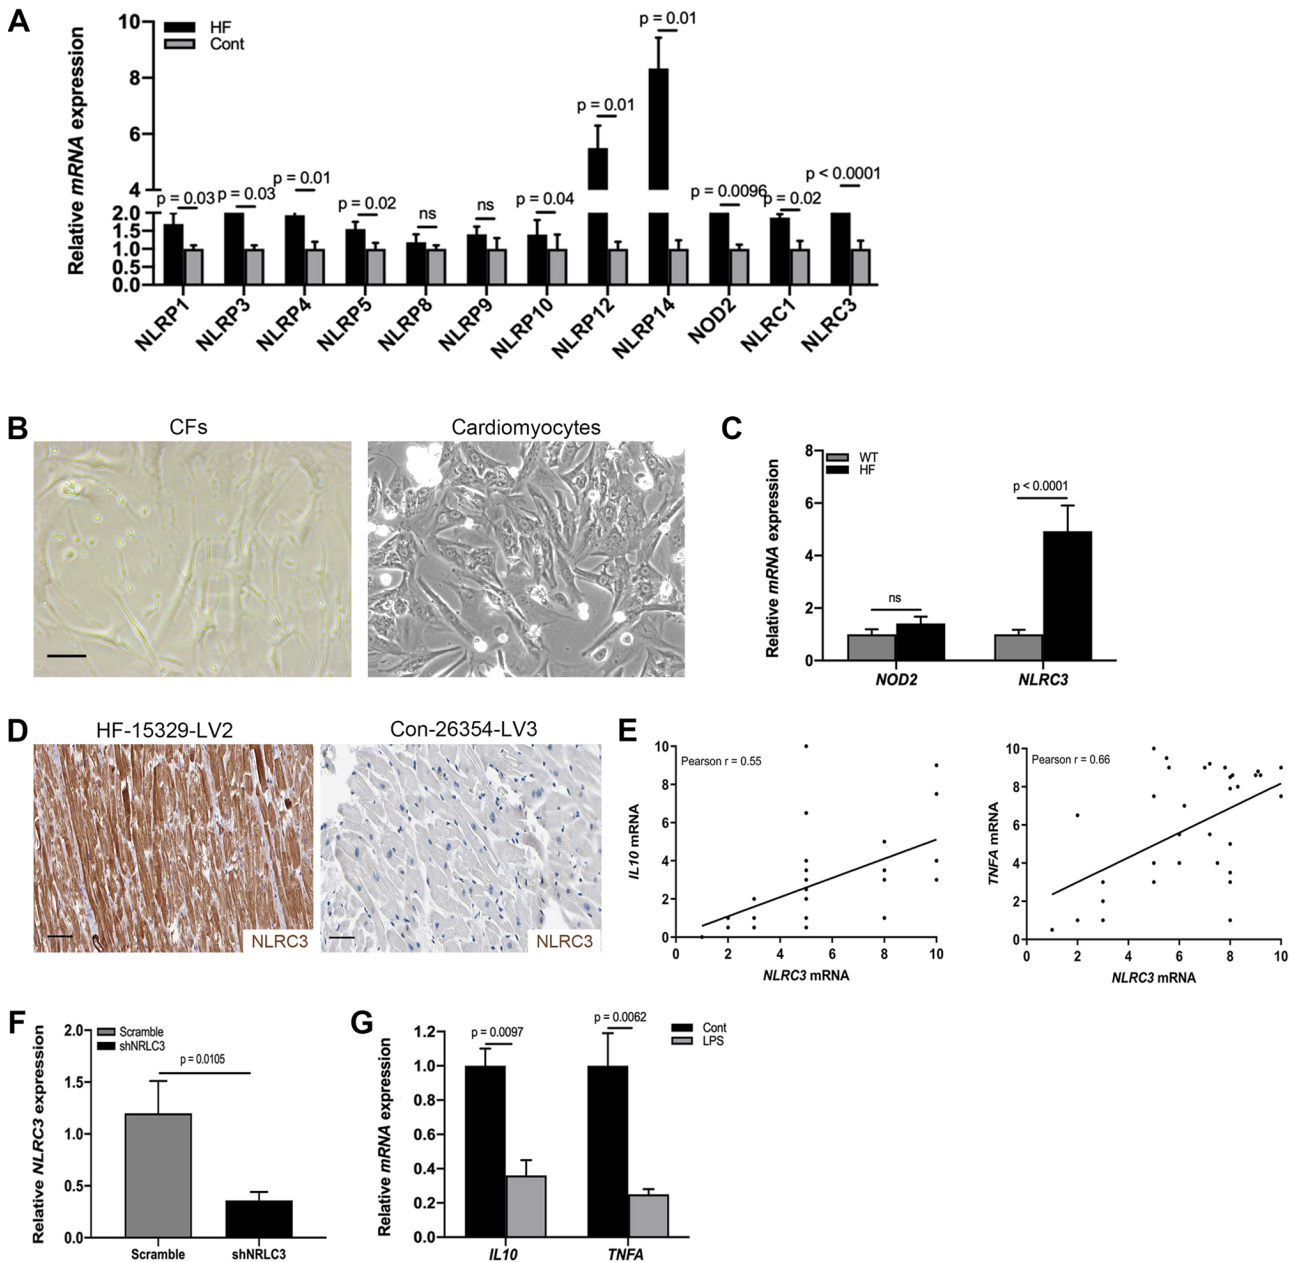 A
HF
Cont
Relative mRNA expression
10
8
6
4
2.0
1.5
1.0
0.5
0.0
p = 0.03
p = 0.03
p = 0.01
p = 0.02
ns
ns
p = 0.04
p = 0.01
p = 0.01
p = 0.0096
p = 0.02
p < 0.0001
NLRP1
NLRP3
NLRP4
NLRP5
NLRP8
NLRP9
NLRP10
NLRP12
NLRP14
NOD2
NLRC1
NLRC3
B
CFs
Cardiomyocytes
C
WT
HF
Relative mRNA expression
8
6
4
2
0
ns
p < 0.0001
NOD2
NLRC3
D
HF-15329-LV2
Con-26354-LV3
NLRC3
NLRC3
E
Pearson r = 0.55
IL10 mRNA
10
8
6
4
2
0
0 2 4 6 8 10
NLRC3 mRNA
Pearson r = 0.66
TNFA mRNA
10
8
6
4
2
0
0 2 4 6 8 10
NLRC3 mRNA
F
Scramble
shNRLC3
Relative NLRC3 expression
2.0
1.5
1.0
0.5
0.0
p = 0.0105
Scramble
shNRLC3
G
Cont
LPS
Relative mRNA expression
1.2
1.0
0.8
0.6
0.4
0.2
0.0
p = 0.0097
p = 0.0062
IL10
TNFA